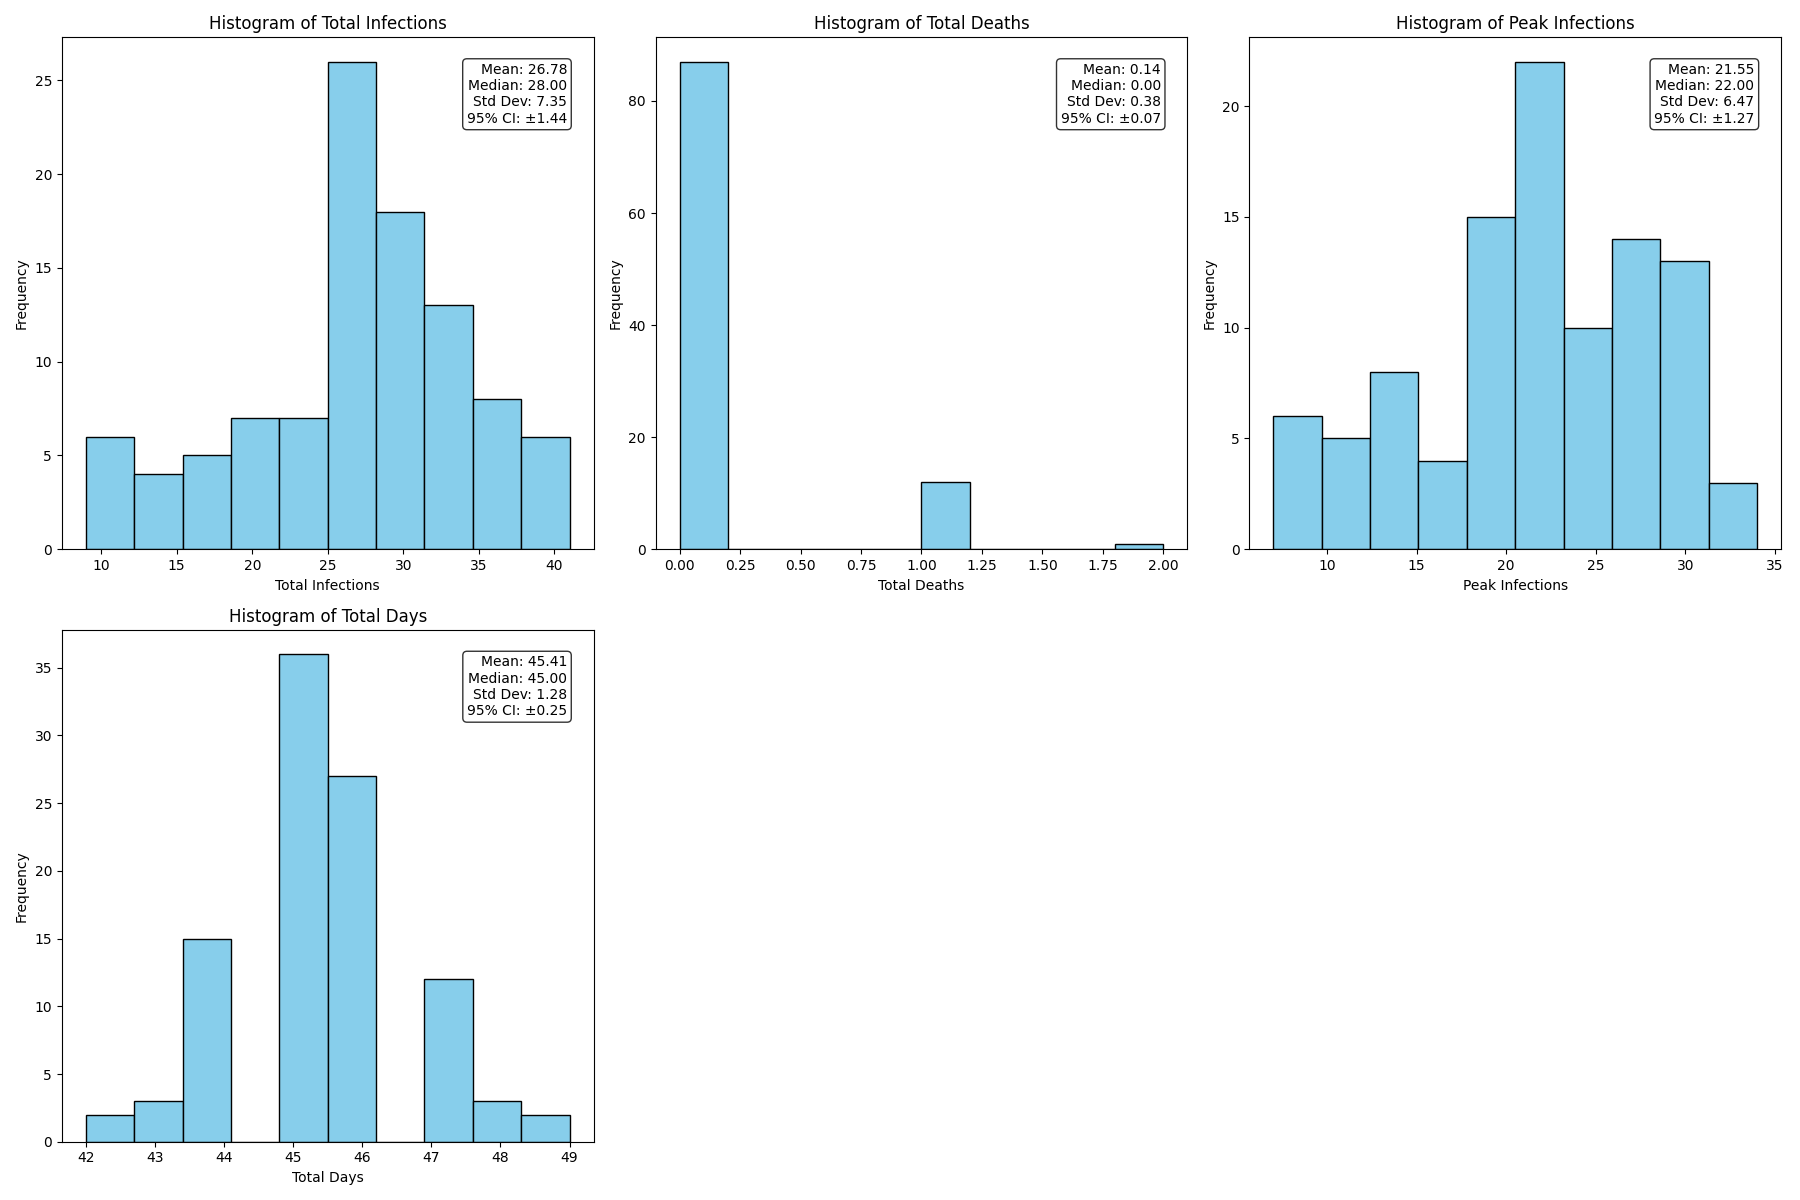 Histogram of Total Infections
Mean: 26.78
Median: 28.00
Std Dev: 7.35
95% CI: ±1.44
Frequency
0
5
10
15
20
25
10 15 20 25 30 35 40
Total Infections
Histogram of Total Deaths
Mean: 0.14
Median: 0.00
Std Dev: 0.38
95% CI: ±0.07
Frequency
0
20
40
60
80
0.00 0.25 0.50 0.75 1.00 1.25 1.50 1.75 2.00
Total Deaths
Histogram of Peak Infections
Mean: 21.55
Median: 22.00
Std Dev: 6.47
95% CI: ±1.27
Frequency
0
5
10
15
20
10 15 20 25 30 35
Peak Infections
Histogram of Total Days
Mean: 45.41
Median: 45.00
Std Dev: 1.28
95% CI: ±0.25
Frequency
0
5
10
15
20
25
30
35
42 43 44 45 46 47 48 49
Total Days